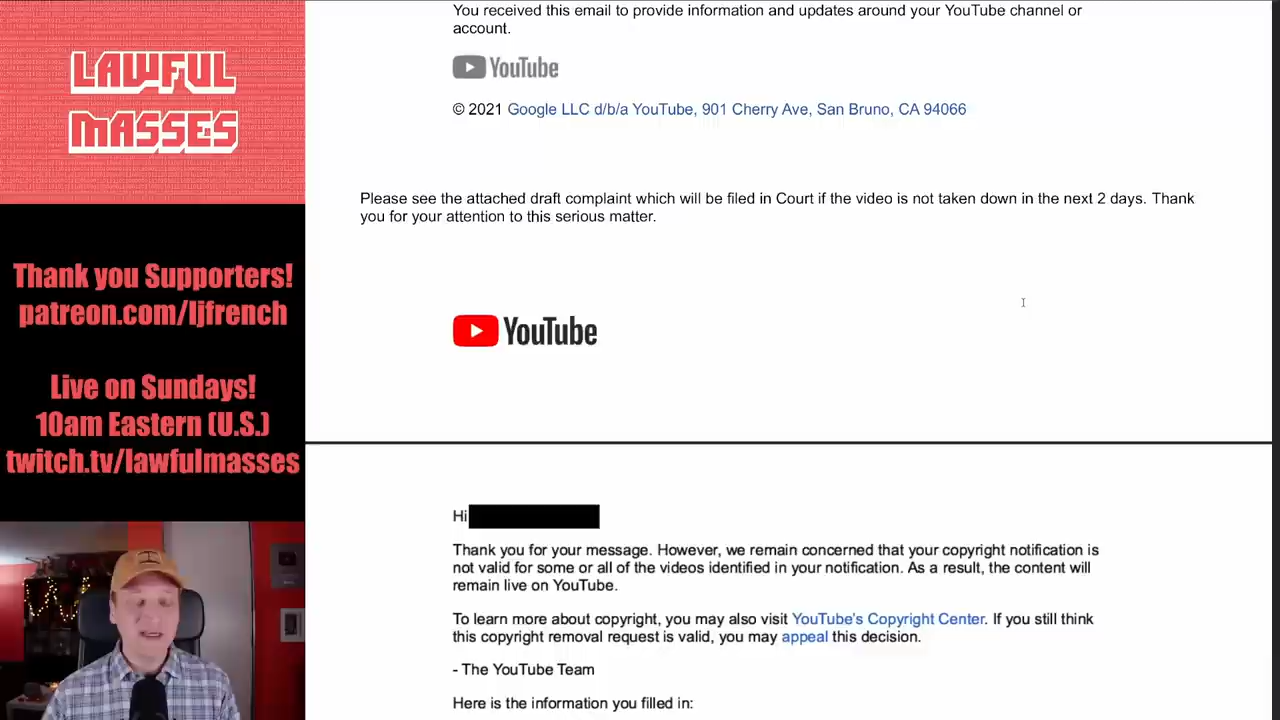 LAWFUL
MASSES
Thank you Supporters!
patreon.com/ljfrench
Live on Sundays!
10am Eastern (U.S.)
twitch.tv/lawfulmasses
You received this email to provide information and updates around your YouTube channel or
account.
YouTube
© 2021 Google LLC d/b/a YouTube, 901 Cherry Ave, San Bruno, CA 94066
Please see the attached draft complaint which will be filed in Court if the video is not taken down in the next 2 days. Thank
you for your attention to this serious matter.
YouTube
Hi
Thank you for your message. However, we remain concerned that your copyright notification is
not valid for some or all of the videos identified in your notification. As a result, the content will
remain live on YouTube.
To learn more about copyright, you may also visit YouTube's Copyright Center. If you still think
this copyright removal request is valid, you may appeal this decision.
- The YouTube Team
Here is the information you filled in: